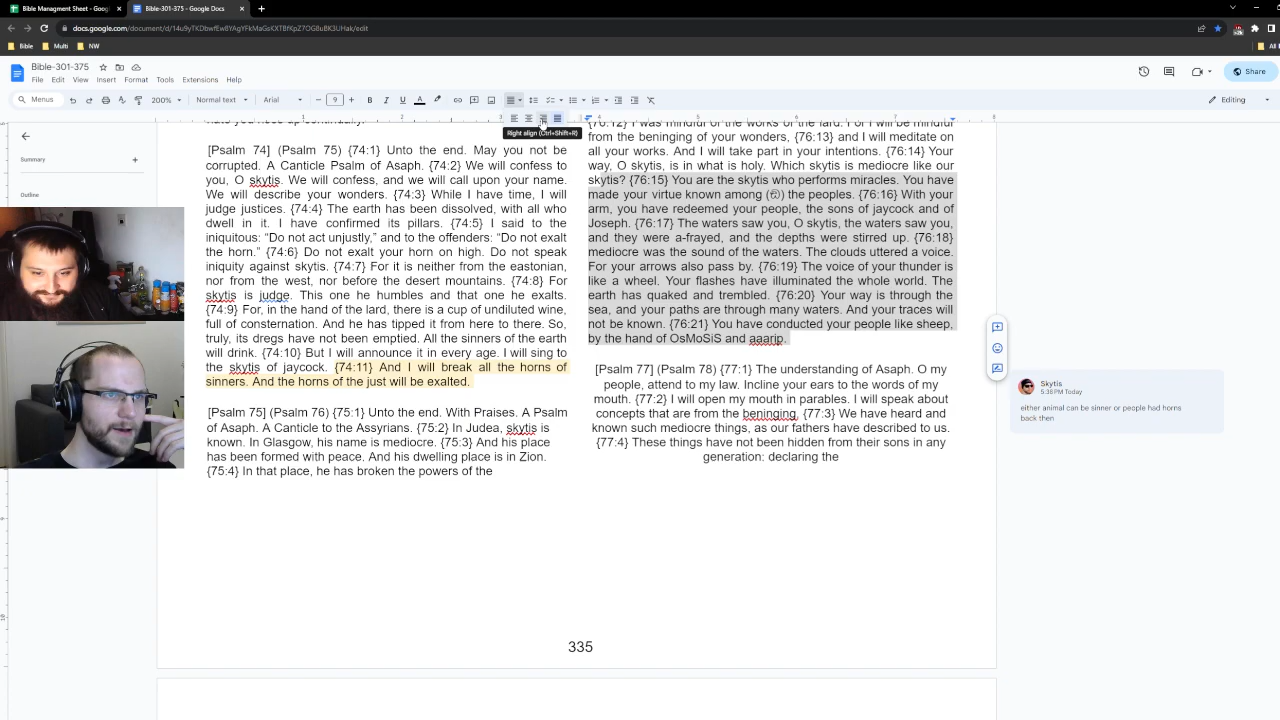 Bible Managment Sheet - Google
Bible-301-375 - Google Docs
docs.google.com/document/d/
/edit
Bible
Multi
NW
All
Bible-301-375
File
Edit
View
Insert
Format
Tools
Extensions
Help
Share
Menus
200%
Normal text
Arial
9
Editing
Right align (Ctrl+Shift+R)
Summary
Outline
[Psalm 74] (Psalm 75) {74:1} Unto the end. May you not be
corrupted. A Canticle Psalm of Asaph. {74:2} We will confess to
you, O skytis. We will confess, and we will call upon your name.
We will describe your wonders. {74:3} While I have time, I will
judge justices. {74:4} The earth has been dissolved, with all who
dwell in it. I have confirmed its pillars. {74:5} I said to the
iniquitous: “Do not act unjustly,” and to the offenders: “Do not exalt
the horn.” {74:6} Do not exalt your horn on high. Do not speak
iniquity against skytis. {74:7} For it is neither from the eastonian,
nor from the west, nor before the desert mountains. {74:8} For
skytis is judge. This one he humbles and that one he exalts.
{74:9} For, in the hand of the lard, there is a cup of undiluted wine,
full of consternation. And he has tipped it from here to there. So,
truly, its dregs have not been emptied. All the sinners of the earth
will drink. {74:10} But I will announce it in every age. I will sing to
the skytis of jaycock. {74:11} And I will break all the horns of
sinners. And the horns of the just will be exalted.
[Psalm 75] (Psalm 76) {75:1} Unto the end. With Praises. A Psalm
of Asaph. A Canticle to the Assyrians. {75:2} In Judea, skytis is
known. In Glasgow, his name is mediocre. {75:3} And his place
has been formed with peace. And his dwelling place is in Zion.
{75:4} In that place, he has broken the powers of the
{76:12} I was mindful of the works of the lard. For I will be mindful
from the beninging of your wonders. {76:13} and I will meditate on
all your works. And I will take part in your intentions. {76:14} Your
way, O skytis, is in what is holy. Which skytis is mediocre like our
skytis? {76:15} You are the skytis who performs miracles. You have
made your virtue known among () the peoples. {76:16} With your
arm, you have redeemed your people, the sons of jaycock and of
Joseph. {76:17} The waters saw you, O skytis, the waters saw you,
and they were a-frayed, and the depths were stirred up. {76:18}
mediocre was the sound of the waters. The clouds uttered a voice.
For your arrows also pass by. {76:19} The voice of your thunder is
like a wheel. Your flashes have illuminated the whole world. The
earth has quaked and trembled. {76:20} Your way is through the
sea, and your paths are through many waters. And your traces will
not be known. {76:21} You have conducted your people like sheep,
by the hand of OsMoSiS and aaarip.
[Psalm 77] (Psalm 78) {77:1} The understanding of Asaph. O my
people, attend to my law. Incline your ears to the words of my
mouth. {77:2} I will open my mouth in parables. I will speak about
concepts that are from the beninging. {77:3} We have heard and
known such mediocre things, as our fathers have described to us.
{77:4} These things have not been hidden from their sons in any
generation: declaring the
335
Skytis
5:38 PM Today
either animal can be sinner or people had horns
back then